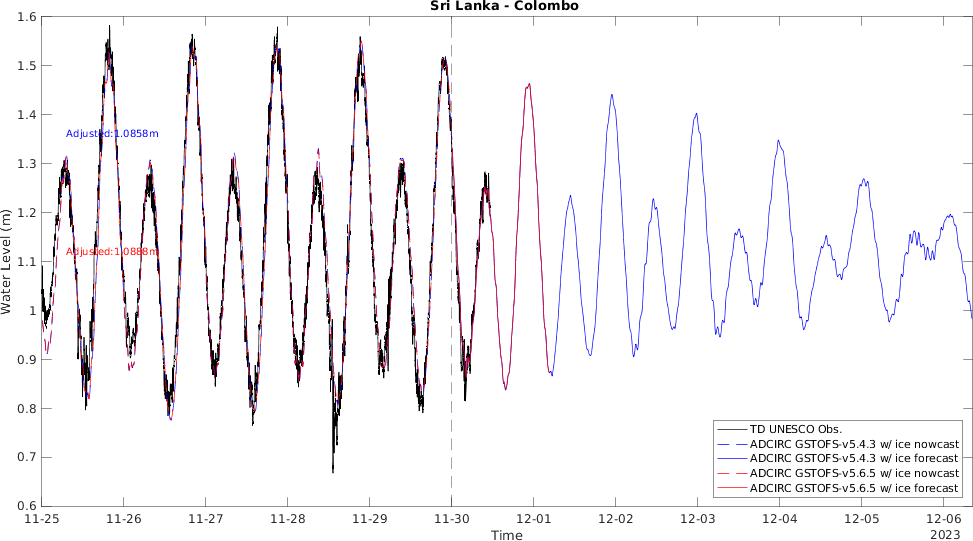 Sri Lanka - Colombo
1.6
1.5
1.4
1.3
1.2
1.1
1
0.9
0.8
0.7
0.6
Water Level (m)
Adjusted:1.0858m
Adjusted:1.0888m
TD UNESCO Obs.
ADCIRC GSTOFS-v5.4.3 w/ ice nowcast
ADCIRC GSTOFS-v5.4.3 w/ ice forecast
ADCIRC GSTOFS-v5.6.5 w/ ice nowcast
ADCIRC GSTOFS-v5.6.5 w/ ice forecast
11-25 11-26 11-27 11-28 11-29 11-30 12-01 12-02 12-03 12-04 12-05 12-06
Time
2023